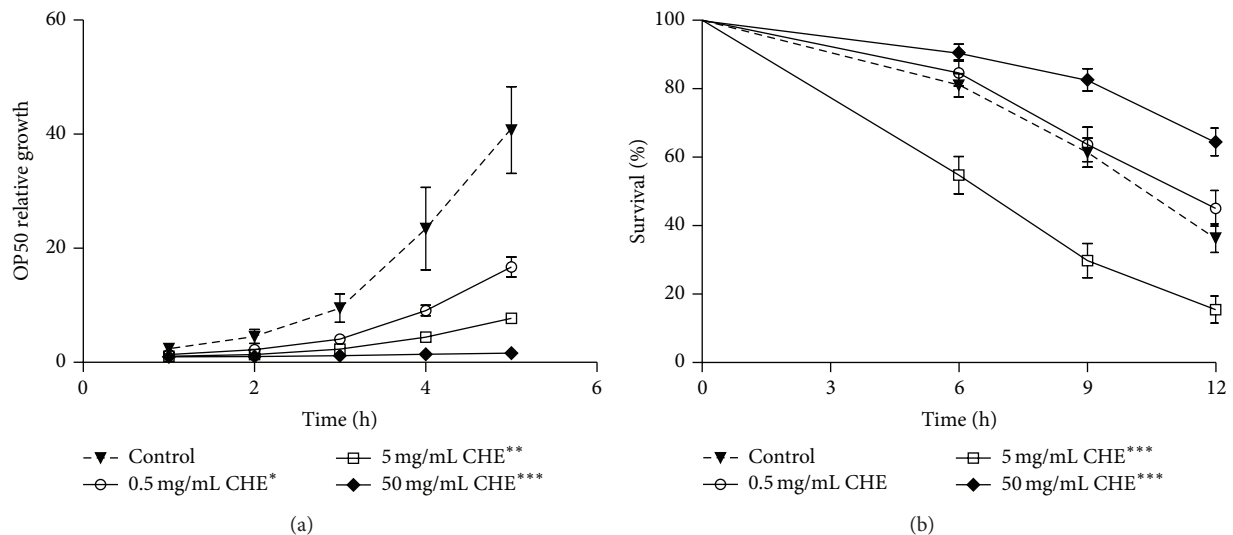 60
40
20
0
0
2
4
6
OP50 relative growth
Time (h)
Control
0.5 mg/mL CHE*
5 mg/mL CHE**
50 mg/mL CHE***
(a)
100
80
60
40
20
0
0
3
6
9
12
Survival (%)
Time (h)
Control
0.5 mg/mL CHE
5 mg/mL CHE***
50 mg/mL CHE***
(b)